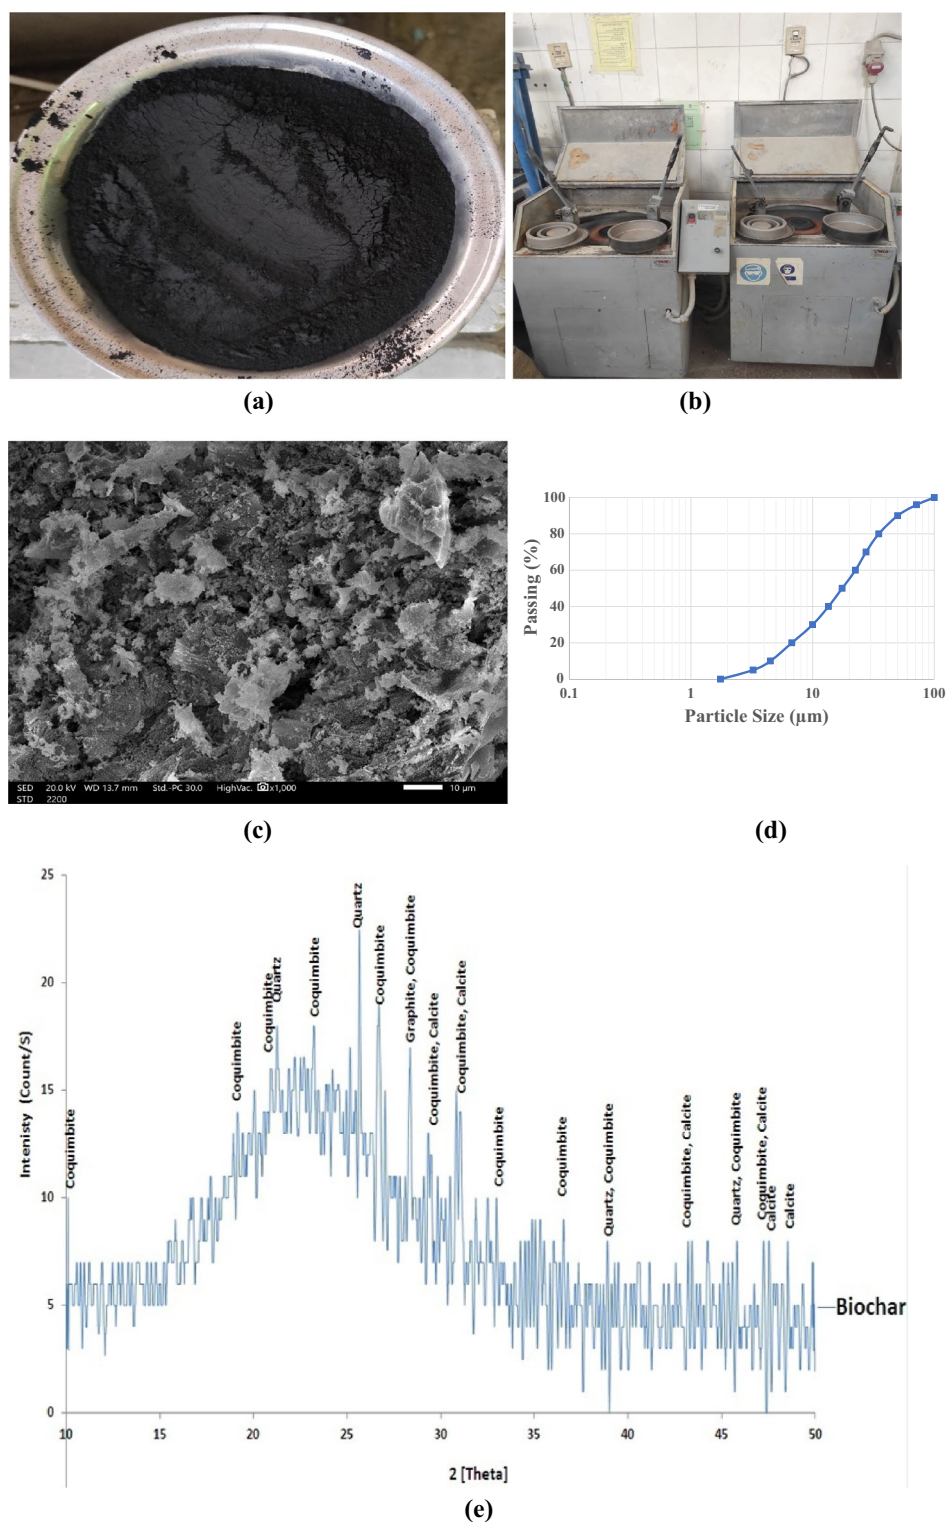 (a)
(b)
SED 20.0 kV WD 13.7 mm Std.-PC 30.0 HighVac. x1,000 10 µm
STD 2200
(c)
100
80
60
40
20
0
Passing (%)
0.1 1 10 100
Particle Size (µm)
(d)
25
20
15
10
5
0
Intenisty (Count/S)
Coquimbite
Coquimbite
Coquimbite
Quartz
Coquimbite
Quartz
Coquimbite
Graphite, Coquimbite
Coquimbite, Calcite
Coquimbite, Calcite
Coquimbite
Coquimbite
Quartz, Coquimbite
Coquimbite, Calcite
Quartz, Coquimbite
Coquimbite, Calcite
Calcite
Calcite
Biochar
10 15 20 25 30 35 40 45 50
2 [Theta]
(e)